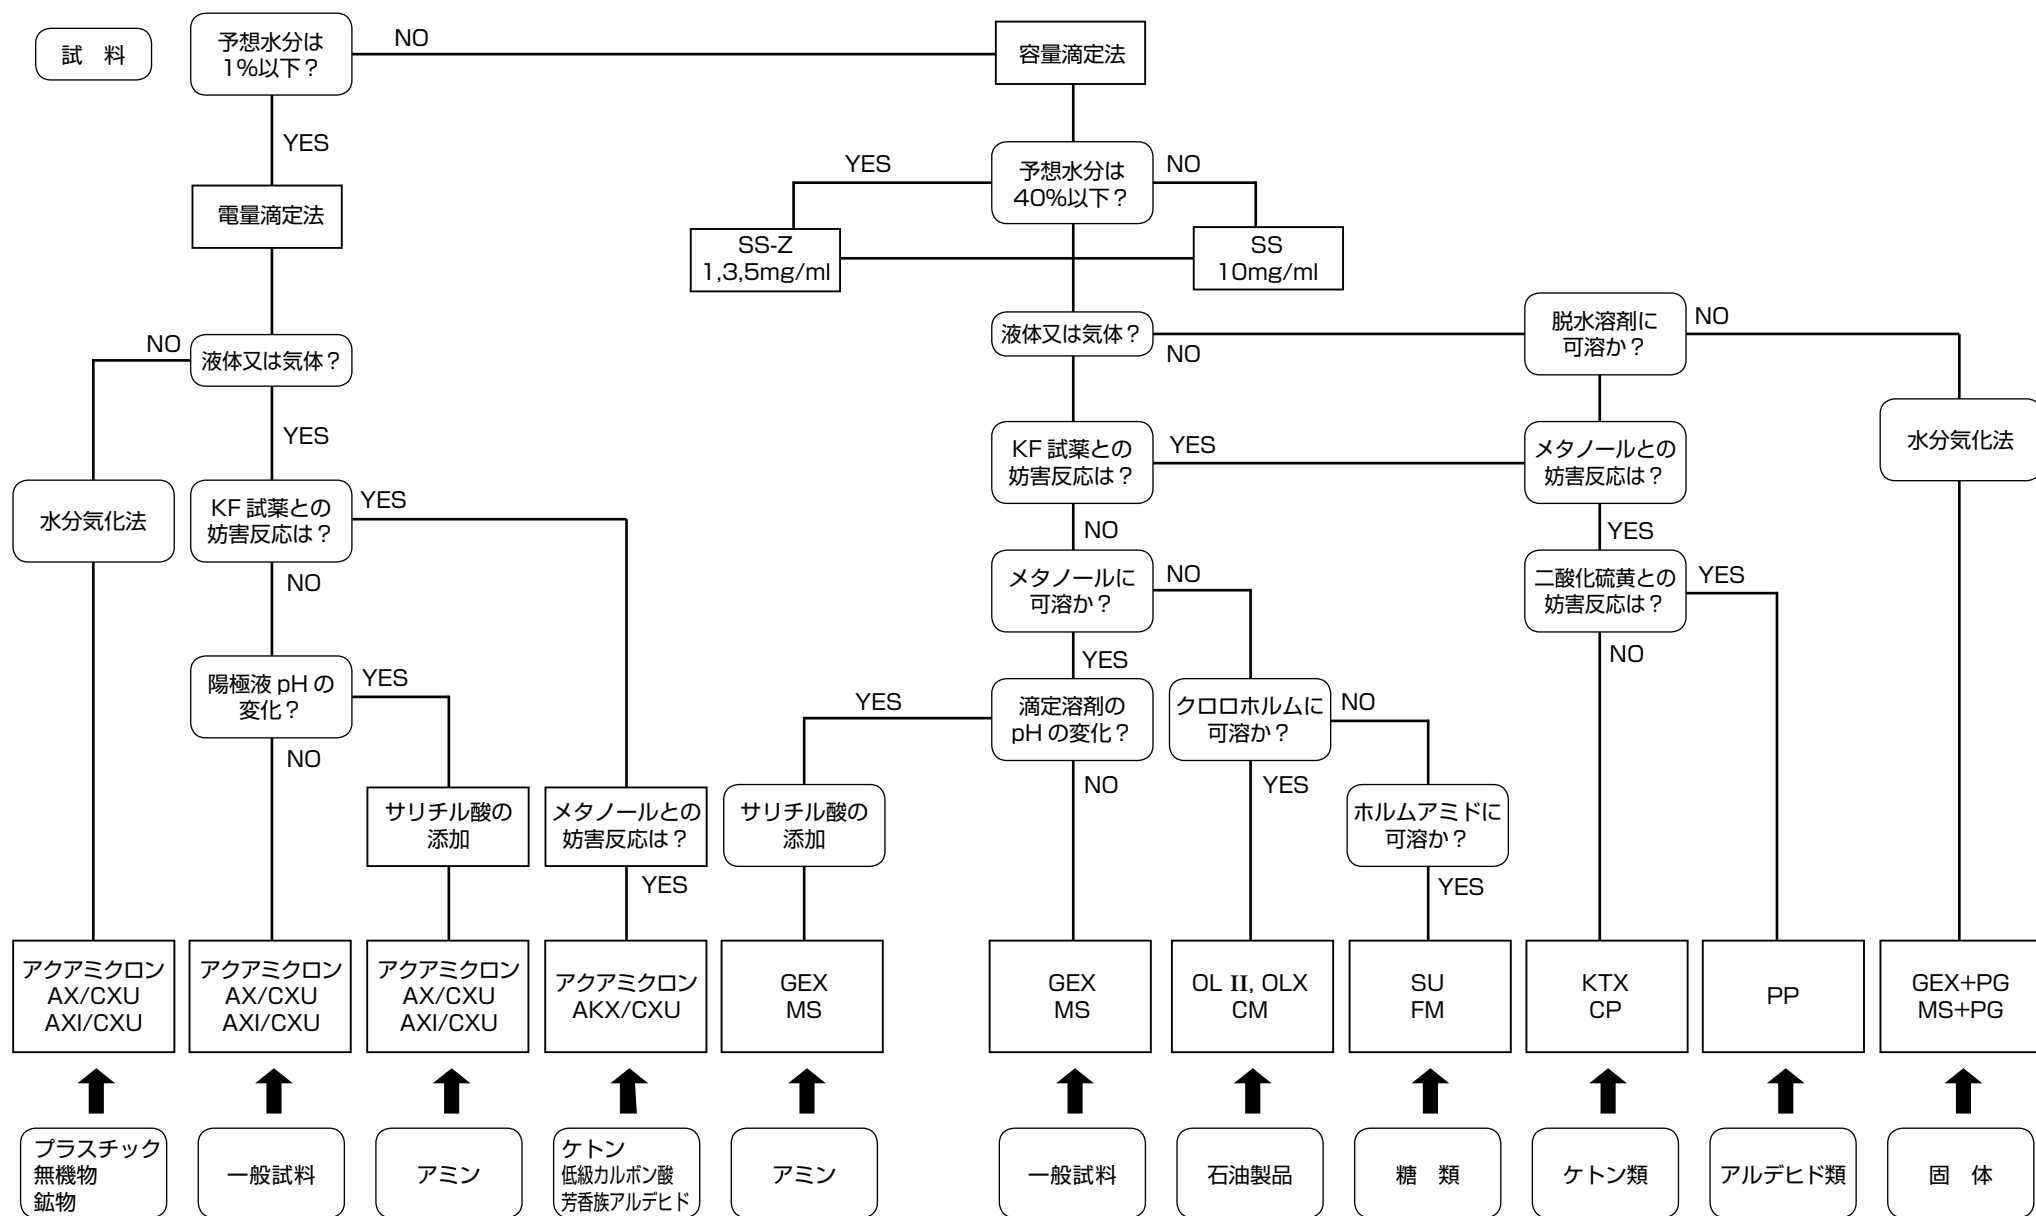 試 料
予想水分は
1%以下？
NO
容量滴定法
YES
予想水分は
40%以下？
YES
NO
電量滴定法
SS-Z
1,3,5mg/ml
SS
10mg/ml
液体又は気体？
NO
脱水溶剤に
可溶か？
NO
NO
液体又は気体？
YES
KF 試薬との
妨害反応は？
YES
メタノールとの
妨害反応は？
水分気化法
水分気化法
KF 試薬との
妨害反応は？
YES
NO
NO
YES
メタノールに
可溶か？
NO
二酸化硫黄との
妨害反応は？
YES
YES
NO
陽極液 pH の
変化？
YES
NO
YES
滴定溶剤の
pH の変化？
NO
クロロホルムに
可溶か？
NO
YES
サリチル酸の
添加
メタノールとの
妨害反応は？
YES
サリチル酸の
添加
ホルムアミドに
可溶か？
YES
アクアミクロン
AX/CXU
AXI/CXU
アクアミクロン
AX/CXU
AXI/CXU
アクアミクロン
AX/CXU
AXI/CXU
アクアミクロン
AKX/CXU
GEX
MS
GEX
MS
OL II, OLX
CM
SU
FM
KTX
CP
PP
GEX+PG
MS+PG
プラスチック
無機物
鉱物
一般試料
アミン
ケトン
低級カルボン酸
芳香族アルデヒド
アミン
一般試料
石油製品
糖 類
ケトン類
アルデヒド類
固 体